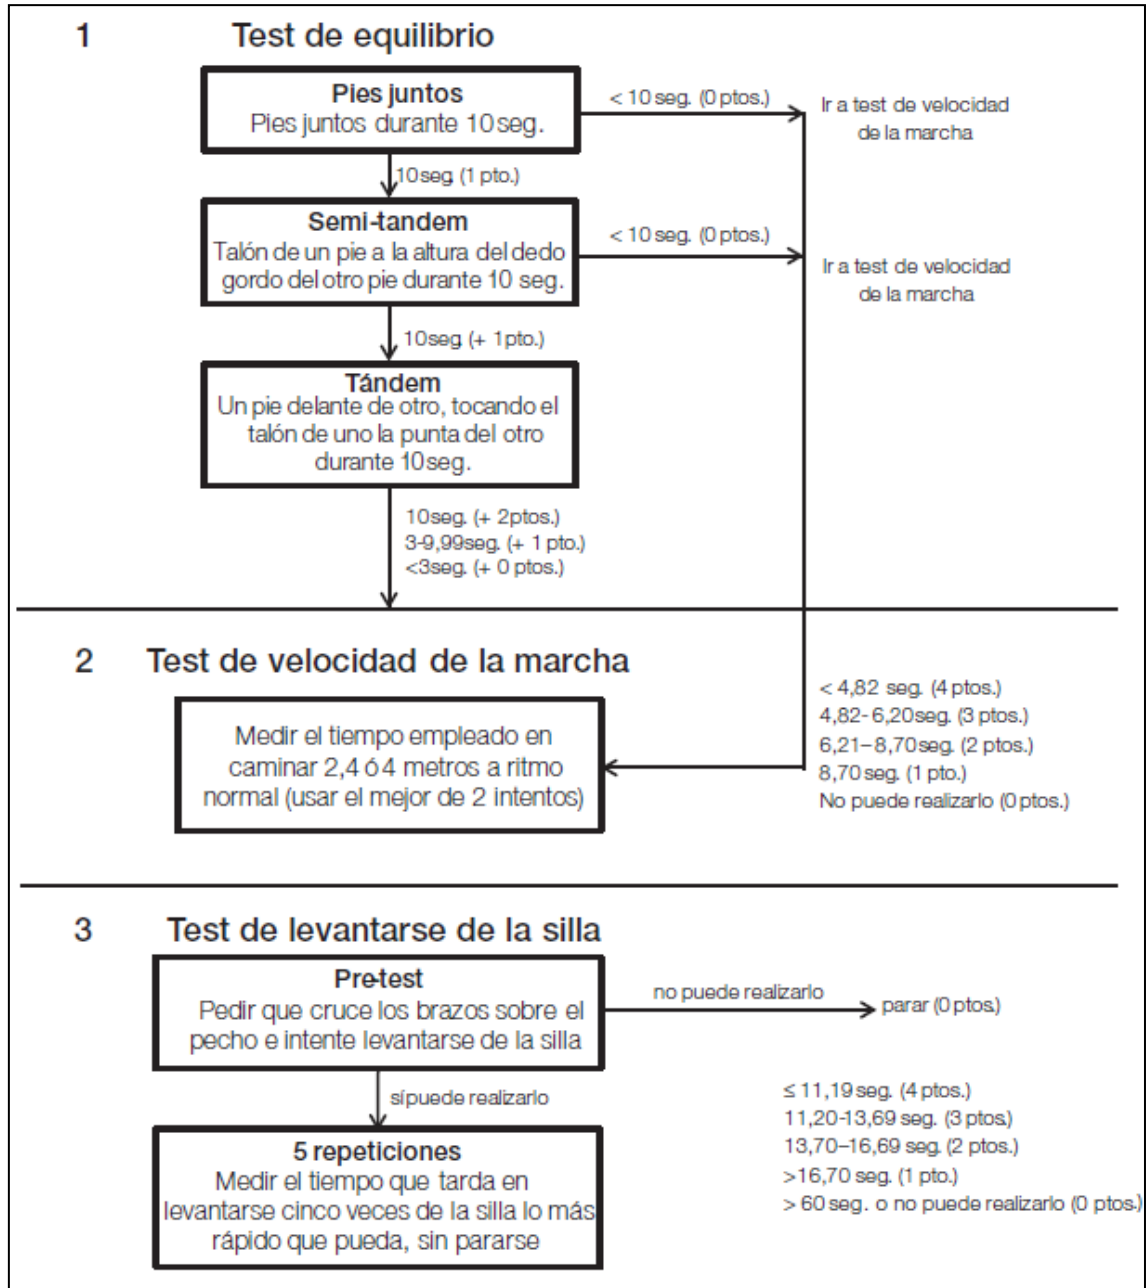 1 Test de equilibrio
Pies juntos
Pies juntos durante 10 seg.
< 10 seg. (0 ptos.)
Ir a test de velocidad
de la marcha
10 seg. (1 pto.)
Semi-tandem
Talón de un pie a la altura del dedo
gordo del otro pie durante 10 seg.
< 10 seg. (0 ptos.)
Ir a test de velocidad
de la marcha
10 seg. (+ 1pto.)
Tándem
Un pie delante de otro, tocando el
talón de uno la punta del otro
durante 10 seg.
10 seg. (+ 2ptos.)
3-9,99seg. (+ 1 pto.)
<3seg. (+ 0 ptos.)
2 Test de velocidad de la marcha
Medir el tiempo empleado en
caminar 2,4 ó 4 metros a ritmo
normal (usar el mejor de 2 intentos)
< 4,82 seg. (4 ptos.)
4,82- 6,20 seg. (3 ptos.)
6,21–8,70 seg. (2 ptos.)
8,70 seg. (1 pto.)
No puede realizarlo (0 ptos.)
3 Test de levantarse de la silla
Pre-test
Pedir que cruce los brazos sobre el
pecho e intente levantarse de la silla
no puede realizarlo
parar (0 ptos.)
sí puede realizarlo
5 repeticiones
Medir el tiempo que tarda en
levantarse cinco veces de la silla lo más
rápido que pueda, sin pararse
≤ 11,19 seg. (4 ptos.)
11,20-13,69 seg. (3 ptos.)
13,70–16,69 seg. (2 ptos.)
>16,70 seg. (1 pto.)
> 60 seg. o no puede realizarlo (0 ptos.)